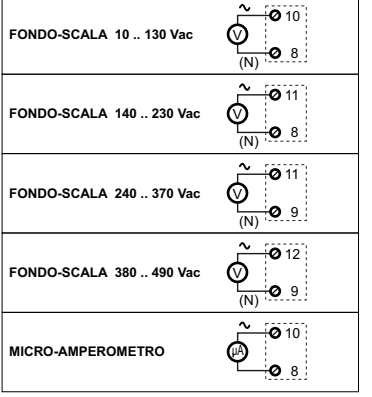 ~ 10
FONDO-SCALA 10 .. 130 Vac V
(N) 8
~ 11
FONDO-SCALA 140 .. 230 Vac V
(N) 8
~ 11
FONDO-SCALA 240 .. 370 Vac V
(N) 9
~ 12
FONDO-SCALA 380 .. 490 Vac V
(N) 9
~ 10
MICRO-AMPEROMETRO µA
8